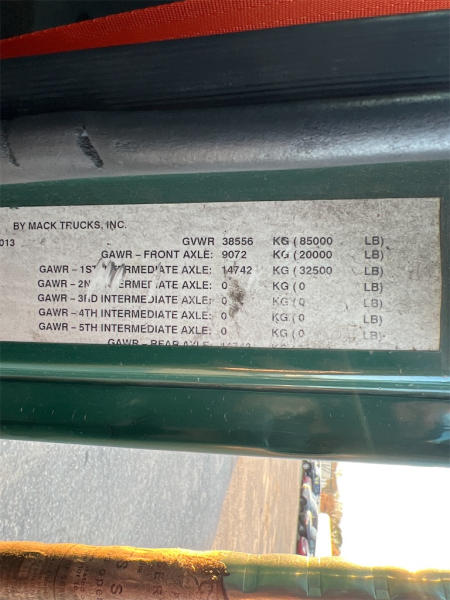 BY MACK TRUCKS, INC.
013 GVWR 38556 KG ( 85000 LB)
GAWR - FRONT AXLE: 9072 KG ( 20000 LB)
GAWR - 1ST INTERMEDIATE AXLE: 14742 KG ( 32500 LB)
GAWR - 2ND INTERMEDIATE AXLE: 0 KG ( 0 LB)
GAWR - 3RD INTERMEDIATE AXLE: 0 KG ( 0 LB)
GAWR - 4TH INTERMEDIATE AXLE: 0 KG ( 0 LB)
GAWR - 5TH INTERMEDIATE AXLE: 0 KG ( 0 LB)
GAWR - REAR AXLE: 14742 KG ( LB)